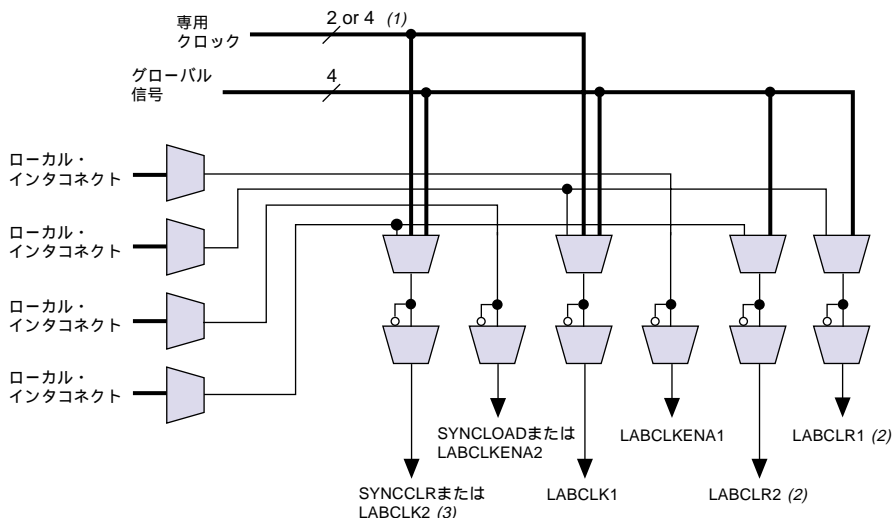 専用
クロック
2 or 4 (1)
グローバル
信号
4
ローカル・
インタコネクト
ローカル・
インタコネクト
ローカル・
インタコネクト
ローカル・
インタコネクト
SYNCLOADまたは
LABCLKENA2
LABCLKENA1
LABCLR1 (2)
SYNCCLRまたは
LABCLK2 (3)
LABCLK1
LABCLR2 (2)